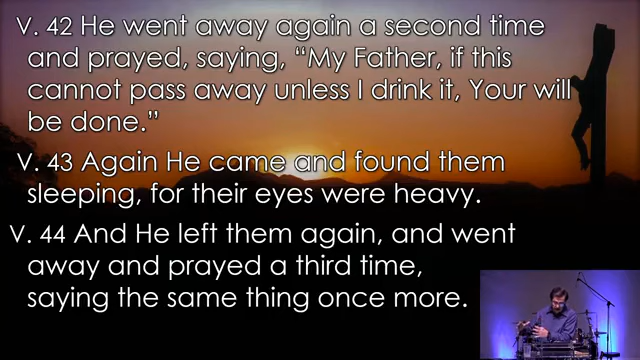 V. 42 He went away again a second time
and prayed, saying, “My Father, if this
cannot pass away unless I drink it, Your will
be done.”
V. 43 Again He came and found them
sleeping, for their eyes were heavy.
V. 44 And He left them again, and went
away and prayed a third time,
saying the same thing once more.